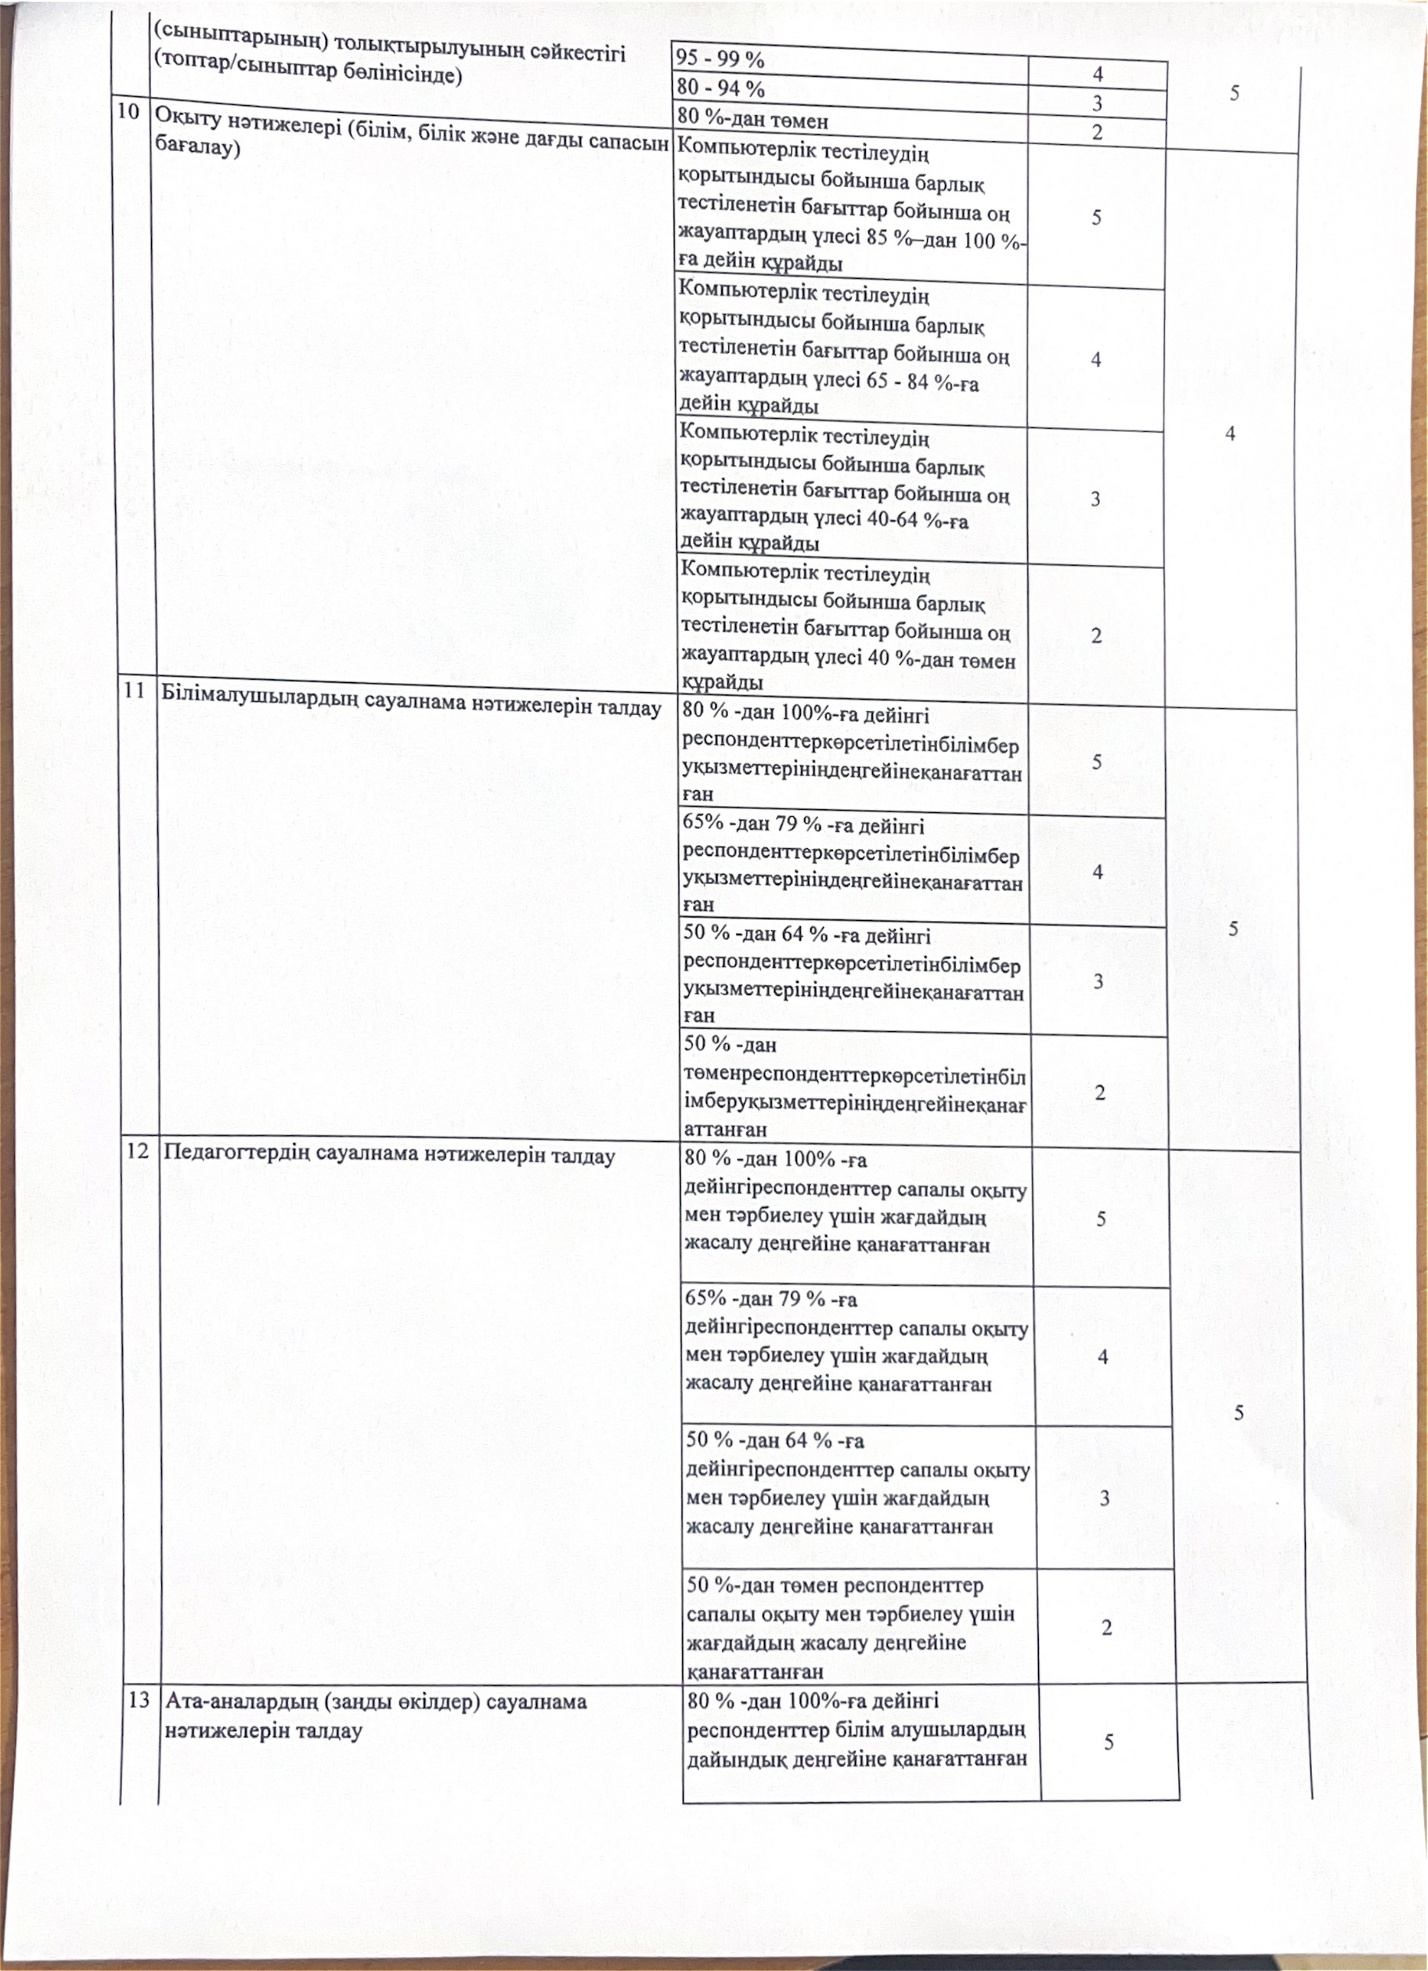 (сыныптарының) толықтырылуының сәйкестігі
(топтар/сыныптар бөлінісінде)
95 - 99 %
4
80 - 94 %
3
80 %-дан төмен
2
5
10
Оқыту нәтижелері (білім, білік және дағды сапасын
бағалау)
Компьютерлік тестілеудің
қорытындысы бойынша барлық
тестіленетін бағыттар бойынша оң
жауаптардың үлесі 85 %–дан 100 %-
ға дейін құрайды
5
Компьютерлік тестілеудің
қорытындысы бойынша барлық
тестіленетін бағыттар бойынша оң
жауаптардың үлесі 65 - 84 %-ға
дейін құрайды
4
Компьютерлік тестілеудің
қорытындысы бойынша барлық
тестіленетін бағыттар бойынша оң
жауаптардың үлесі 40-64 %-ға
дейін құрайды
3
Компьютерлік тестілеудің
қорытындысы бойынша барлық
тестіленетін бағыттар бойынша оң
жауаптардың үлесі 40 %-дан төмен
құрайды
2
4
11
Білімалушылардың сауалнама нәтижелерін талдау
80 % -дан 100%-ға дейінгі
респонденттеркөрсетілетінбілімбер
уқызметтерініңдеңгейінеқанағаттан
ған
5
65% -дан 79 % -ға дейінгі
респонденттеркөрсетілетінбілімбер
уқызметтерініңдеңгейінеқанағаттан
ған
4
50 % -дан 64 % -ға дейінгі
респонденттеркөрсетілетінбілімбер
уқызметтерініңдеңгейінеқанағаттан
ған
3
50 % -дан
төменреспонденттеркөрсетілетінбіл
імберуқызметтерініңдеңгейінеқанағ
аттанған
2
5
12
Педагогтердің сауалнама нәтижелерін талдау
80 % -дан 100% -ға
дейінгіреспонденттер сапалы оқыту
мен тәрбиелеу үшін жағдайдың
жасалу деңгейіне қанағаттанған
5
65% -дан 79 % -ға
дейінгіреспонденттер сапалы оқыту
мен тәрбиелеу үшін жағдайдың
жасалу деңгейіне қанағаттанған
4
50 % -дан 64 % -ға
дейінгіреспонденттер сапалы оқыту
мен тәрбиелеу үшін жағдайдың
жасалу деңгейіне қанағаттанған
3
50 %-дан төмен респонденттер
сапалы оқыту мен тәрбиелеу үшін
жағдайдың жасалу деңгейіне
қанағаттанған
2
5
13
Ата-аналардың (заңды өкілдер) сауалнама
нәтижелерін талдау
80 % -дан 100%-ға дейінгі
респонденттер білім алушылардың
дайындық деңгейіне қанағаттанған
5